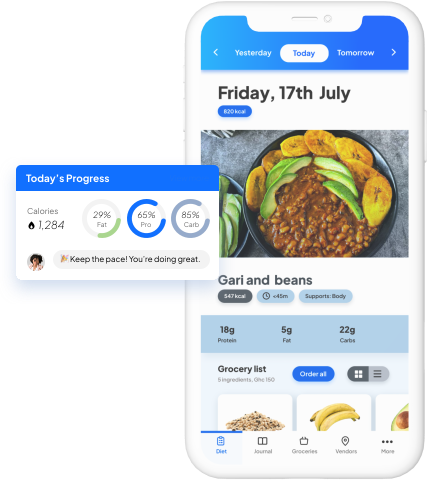 Yesterday
Today
Tomorrow
Friday, 17th July
820 kcal
Today's Progress
Calories
1,284
29%
Fat
65%
Pro
85%
Carb
🎉 Keep the pace! You're doing great.
Gari and beans
547 kcal
<45m
Supports: Body
18g
Protein
5g
Fat
22g
Carbs
Grocery list
5 ingredients, Ghc 150
Order all
Diet
Journal
Groceries
Vendors
More